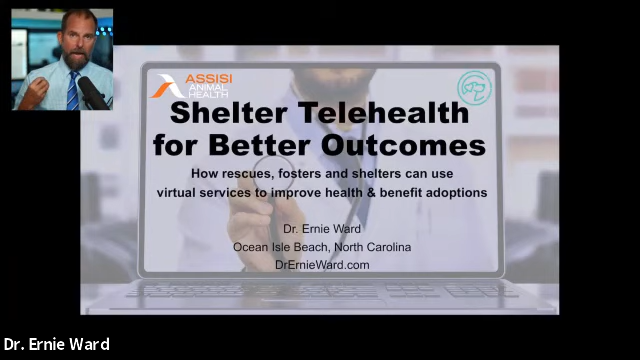 ASSISI
ANIMAL
HEALTH
Shelter Telehealth
for Better Outcomes
How rescues, fosters and shelters can use
virtual services to improve health & benefit adoptions
Dr. Ernie Ward
Ocean Isle Beach, North Carolina
DrErnieWard.com
Dr. Ernie Ward